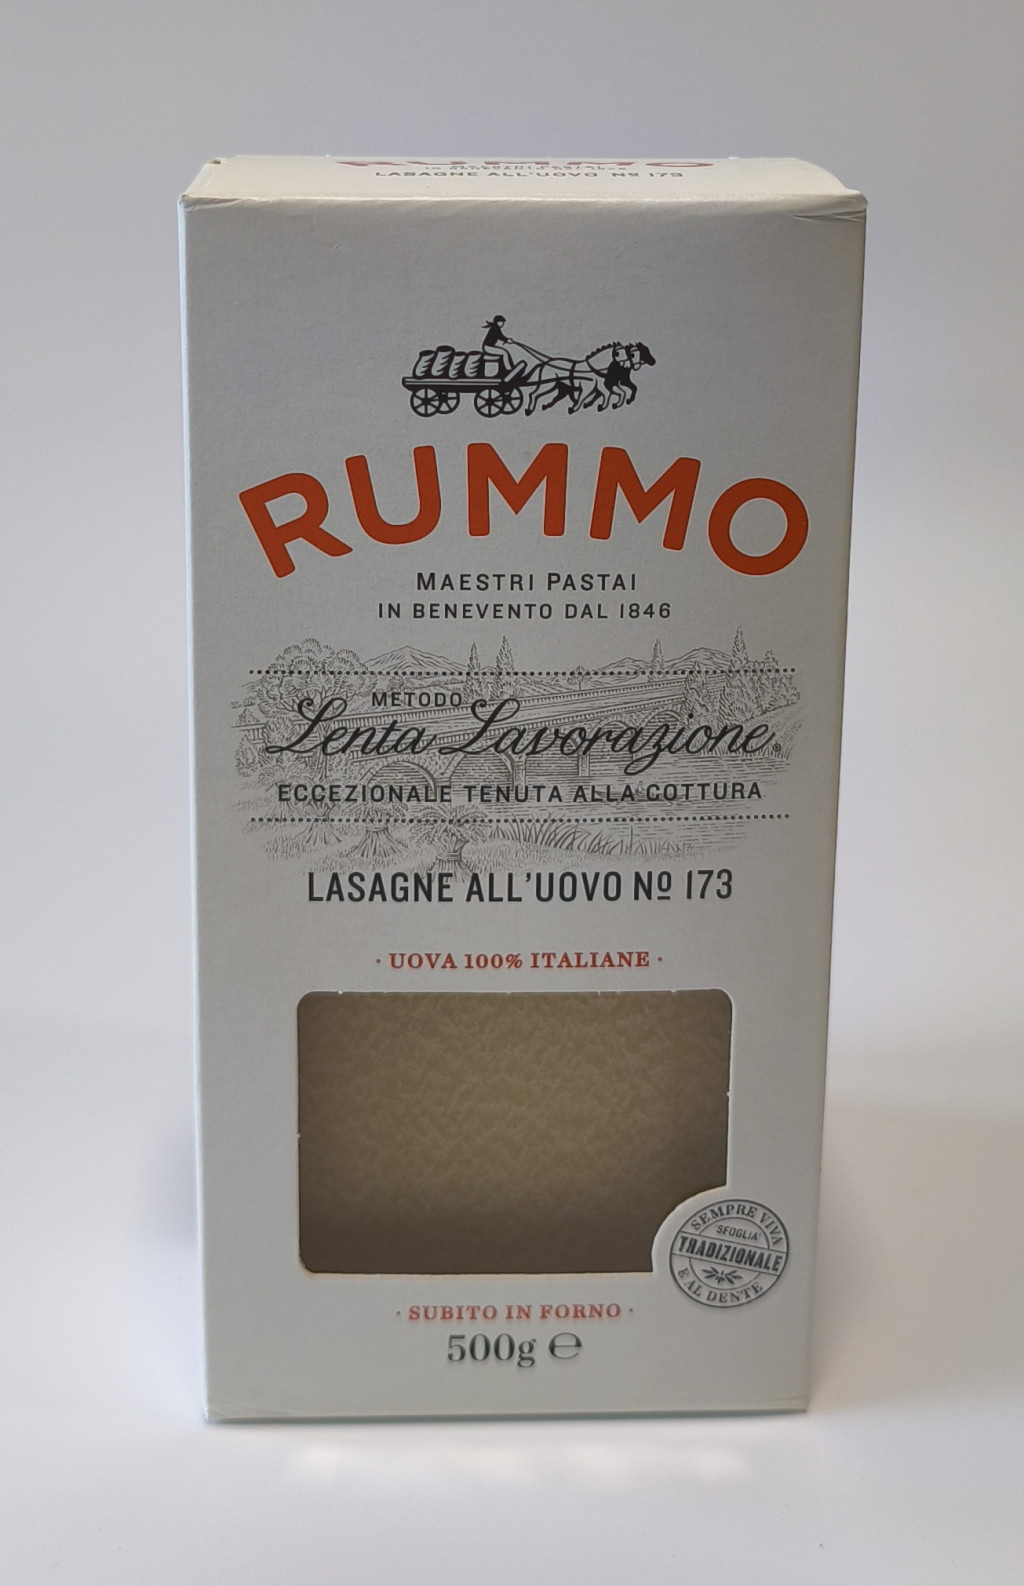 RUMMO
LASAGNE ALL'UOVO Nº 173
RUMMO
MAESTRI PASTAI
IN BENEVENTO DAL 1846
METODO
Lenta Lavorazione®
ECCEZIONALE TENUTA ALLA COTTURA
LASAGNE ALL'UOVO Nº 173
· UOVA 100% ITALIANE ·
SEMPRE VIVA
'SFOGLIA'
TRADIZIONALE
E AL DENTE
· SUBITO IN FORNO ·
500g ℮